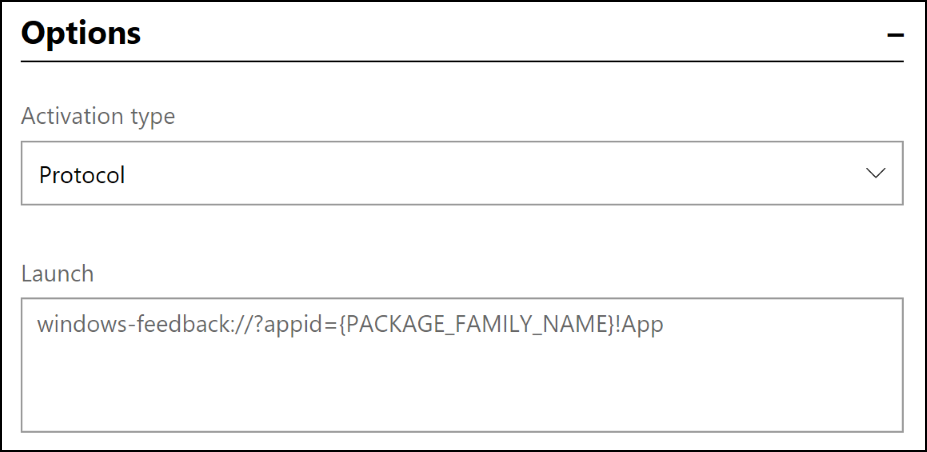 Options
Activation type
Protocol
Launch
windows-feedback://?appid={PACKAGE_FAMILY_NAME}!App